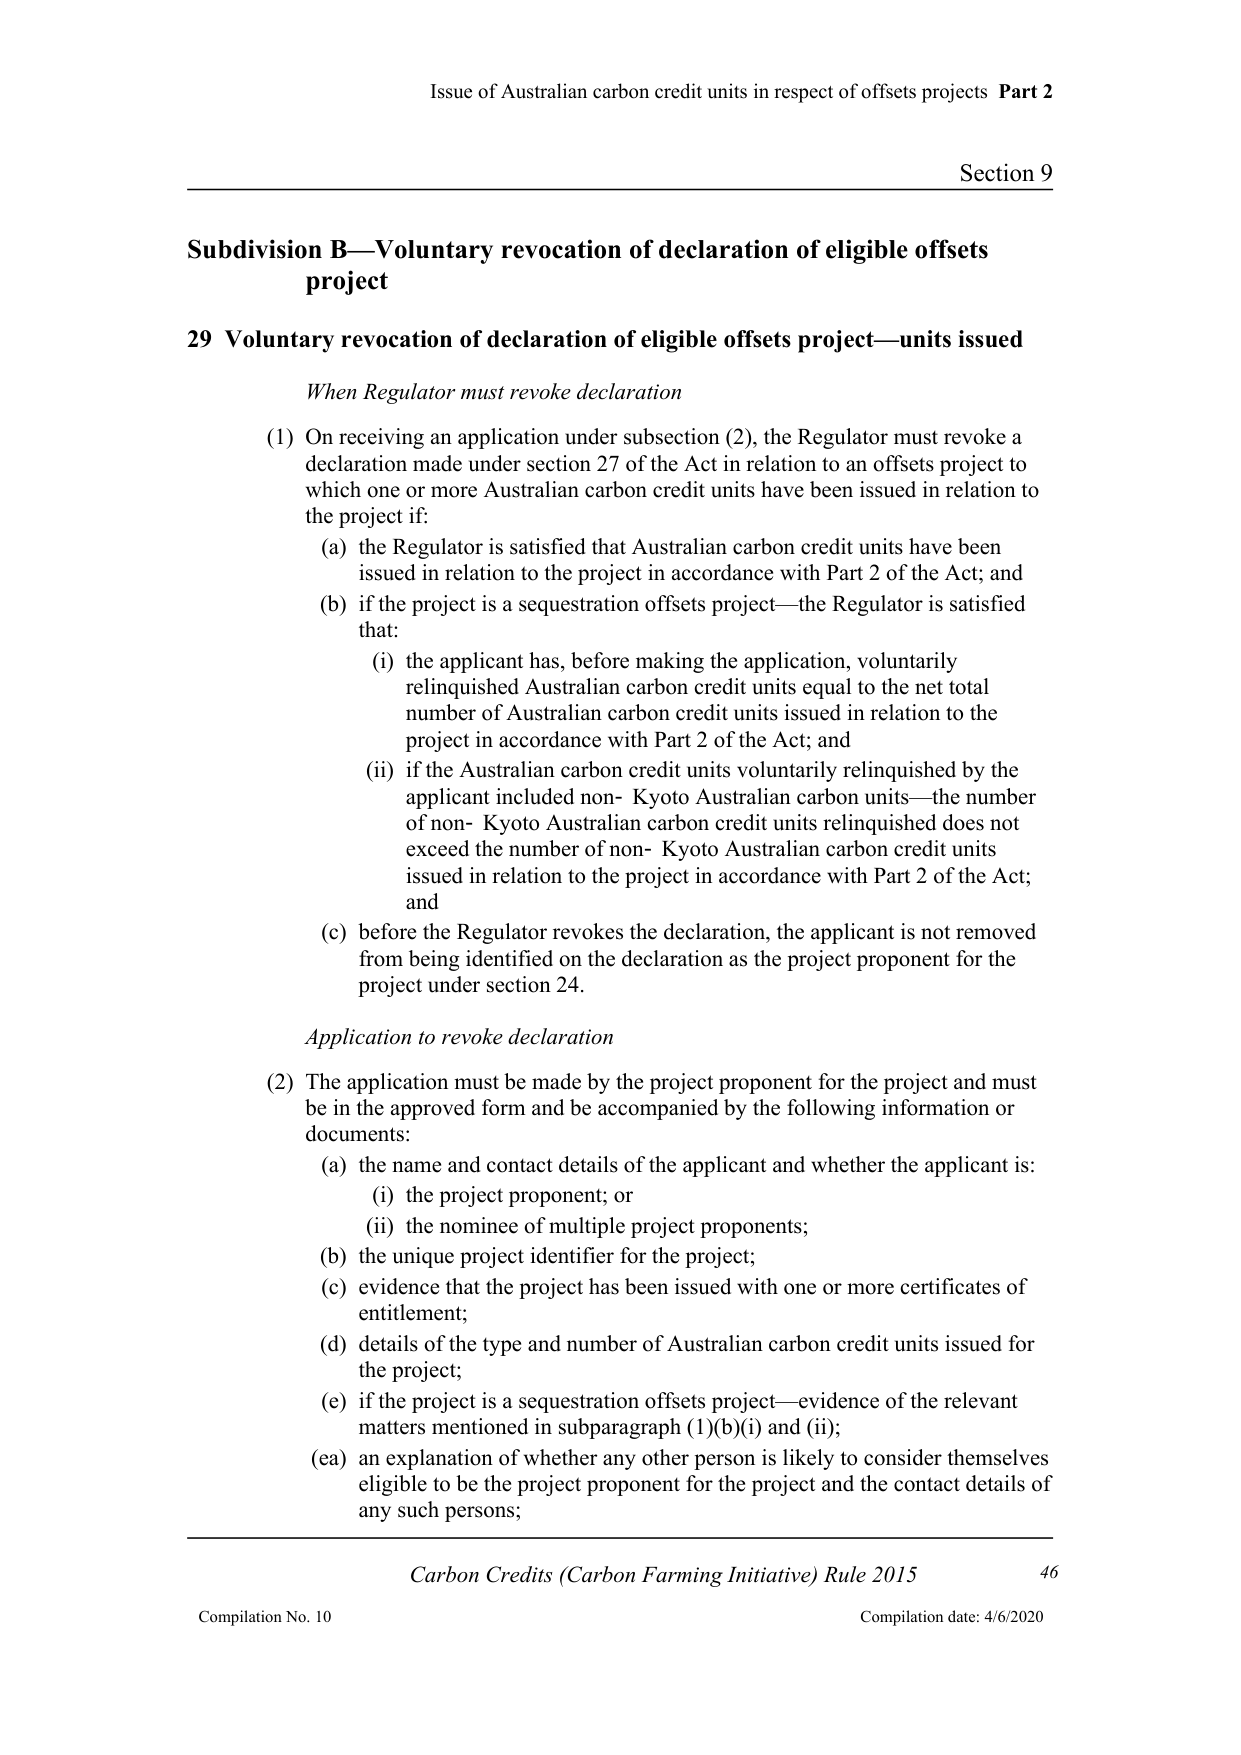 Issue of Australian carbon credit units in respect of offsets projects Part 2
Section 9
Subdivision B—Voluntary revocation of declaration of eligible offsets
project
29 Voluntary revocation of declaration of eligible offsets project—units issued
When Regulator must revoke declaration
(1) On receiving an application under subsection (2), the Regulator must revoke a
declaration made under section 27 of the Act in relation to an offsets project to
which one or more Australian carbon credit units have been issued in relation to
the project if:
(a) the Regulator is satisfied that Australian carbon credit units have been
issued in relation to the project in accordance with Part 2 of the Act; and
(b) if the project is a sequestration offsets project—the Regulator is satisfied
that:
(i) the applicant has, before making the application, voluntarily
relinquished Australian carbon credit units equal to the net total
number of Australian carbon credit units issued in relation to the
project in accordance with Part 2 of the Act; and
(ii) if the Australian carbon credit units voluntarily relinquished by the
applicant included non- Kyoto Australian carbon units—the number
of non- Kyoto Australian carbon credit units relinquished does not
exceed the number of non- Kyoto Australian carbon credit units
issued in relation to the project in accordance with Part 2 of the Act;
and
(c) before the Regulator revokes the declaration, the applicant is not removed
from being identified on the declaration as the project proponent for the
project under section 24.
Application to revoke declaration
(2) The application must be made by the project proponent for the project and must
be in the approved form and be accompanied by the following information or
documents:
(a) the name and contact details of the applicant and whether the applicant is:
(i) the project proponent; or
(ii) the nominee of multiple project proponents;
(b) the unique project identifier for the project;
(c) evidence that the project has been issued with one or more certificates of
entitlement;
(d) details of the type and number of Australian carbon credit units issued for
the project;
(e) if the project is a sequestration offsets project—evidence of the relevant
matters mentioned in subparagraph (1)(b)(i) and (ii);
(ea) an explanation of whether any other person is likely to consider themselves
eligible to be the project proponent for the project and the contact details of
any such persons;
Carbon Credits (Carbon Farming Initiative) Rule 2015 46
Compilation No. 10 Compilation date: 4/6/2020